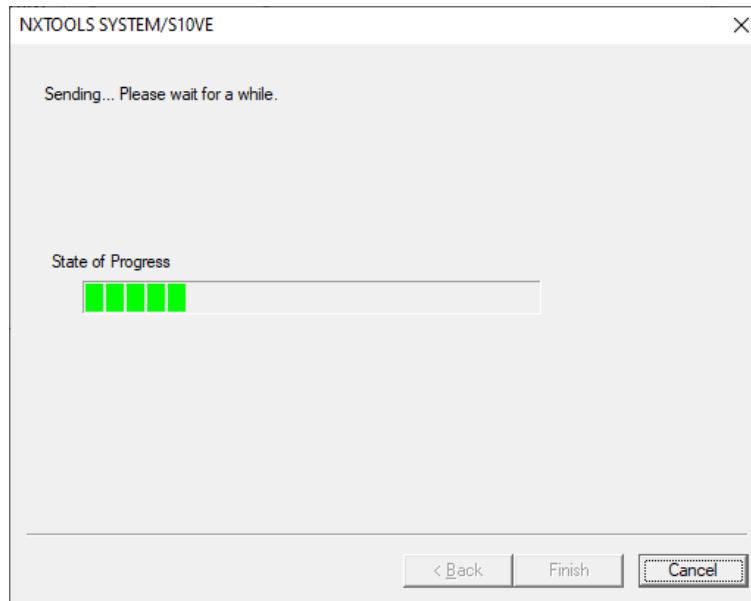 NXTOOLS SYSTEM/S10VE
Sending... Please wait for a while.
State of Progress
< Back
Finish
Cancel